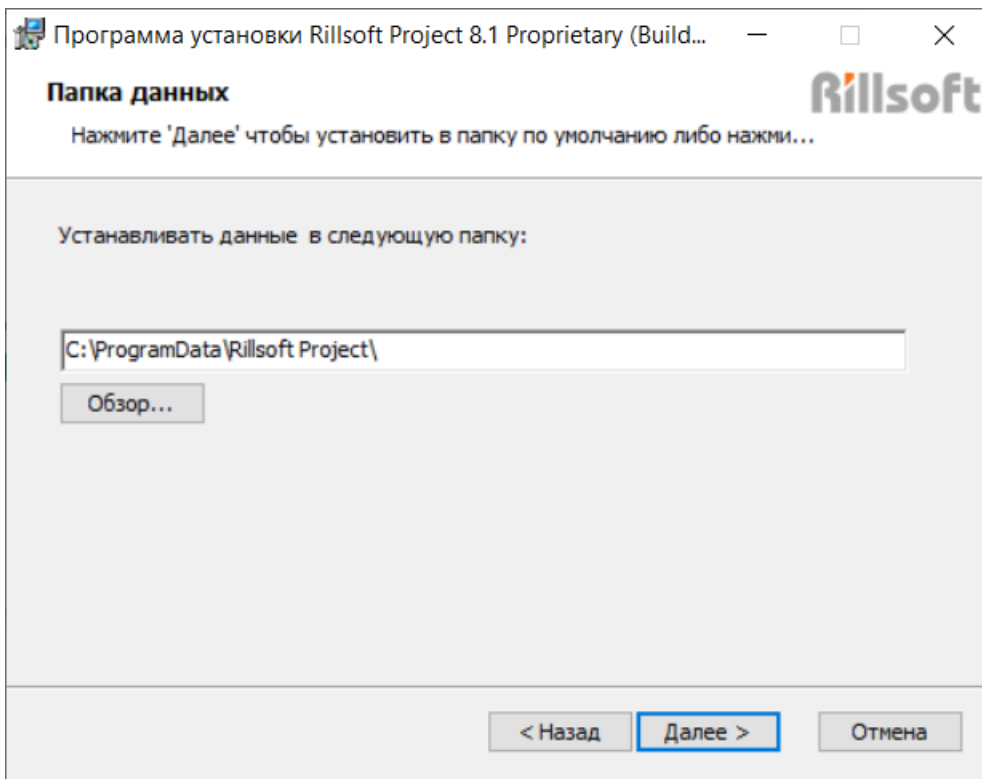 Программа установки Rillsoft Project 8.1 Proprietary (Build...
Папка данных
Rillsoft
Нажмите 'Далее' чтобы установить в папку по умолчанию либо нажми...
Устанавливать данные в следующую папку:
C:\ProgramData\Rillsoft Project\
Обзор...
< Назад
Далее >
Отмена